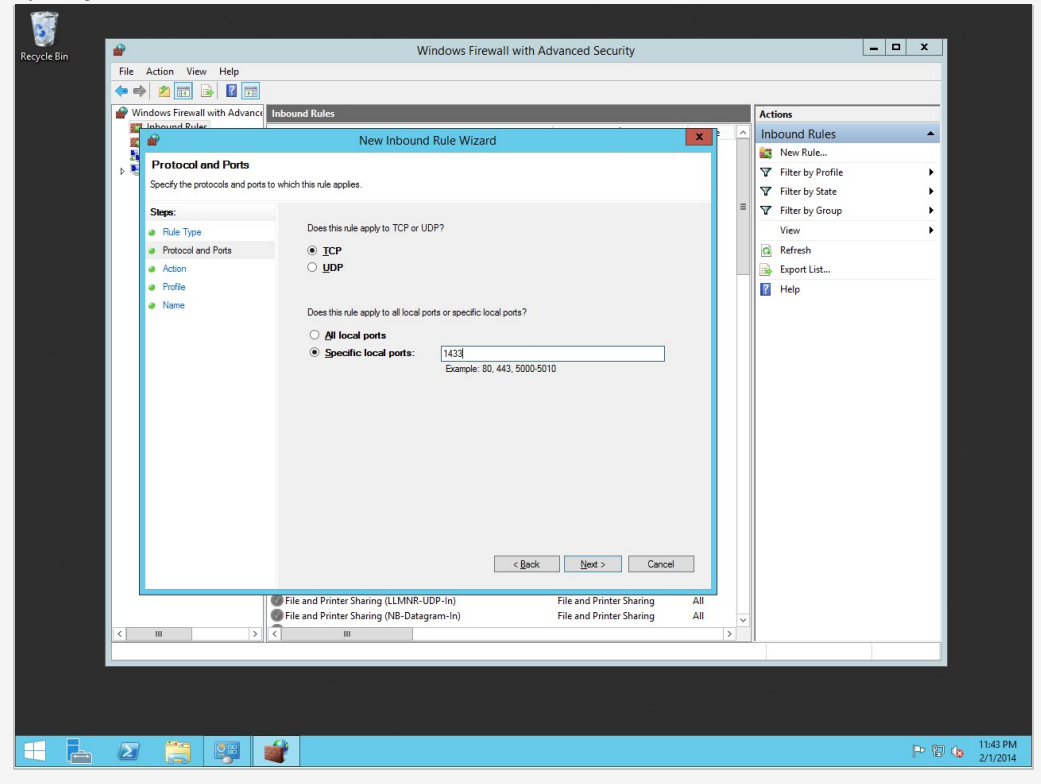 Recycle Bin
Windows Firewall with Advanced Security
File Action View Help
Windows Firewall with Advance
Inbound Rules
Inbound Rules
Actions
Inbound Rules
New Rule...
Filter by Profile
Filter by State
Filter by Group
View
Refresh
Export List...
Help
New Inbound Rule Wizard
Protocol and Ports
Specify the protocols and ports to which this rule applies.
Steps:
Rule Type
Protocol and Ports
Action
Profile
Name
Does this rule apply to TCP or UDP?
TCP
UDP
Does this rule apply to all local ports or specific local ports?
All local ports
Specific local ports: 1433
Example: 80, 443, 5000-5010
< Back Next > Cancel
File and Printer Sharing (LLMNR-UDP-In) File and Printer Sharing All
File and Printer Sharing (NB-Datagram-In) File and Printer Sharing All
11:43 PM
2/1/2014